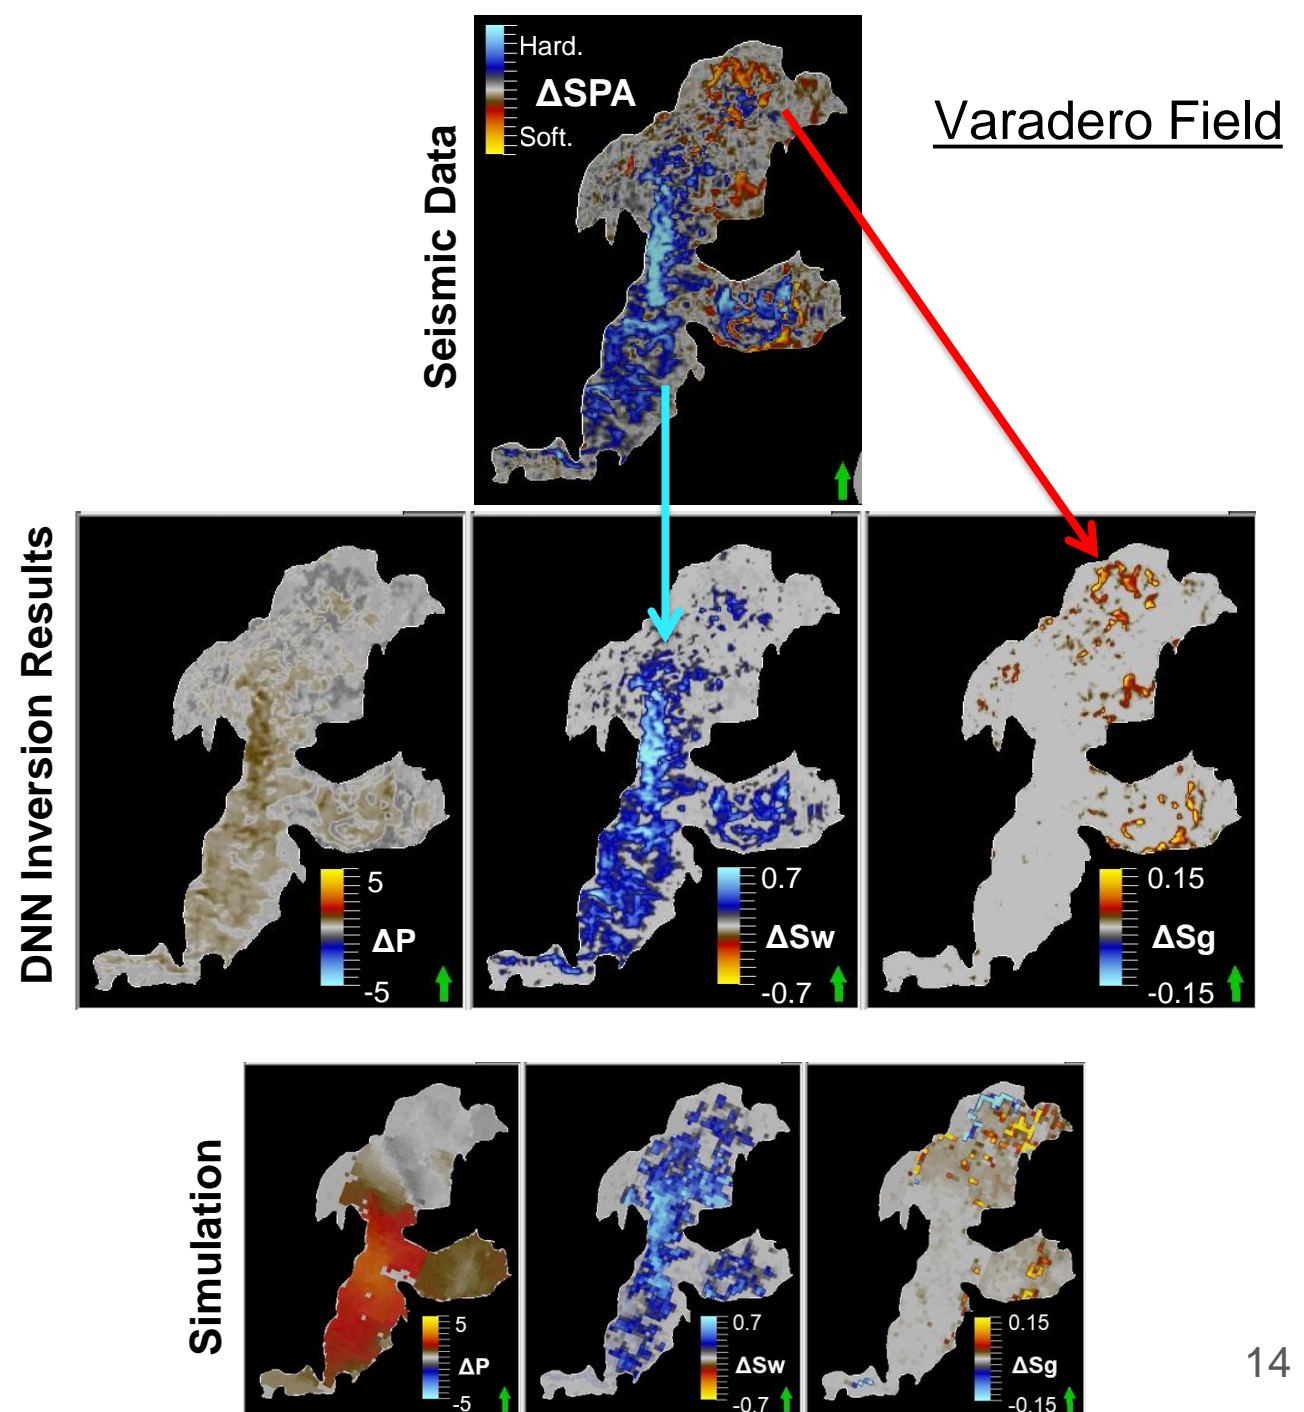 Varadero Field
Seismic Data
Hard.
ΔSPA
Soft.
DNN Inversion Results
5
ΔP
-5
0.7
ΔSw
-0.7
0.15
ΔSg
-0.15
Simulation
5
ΔP
-5
0.7
ΔSw
-0.7
0.15
ΔSg
-0.15
14